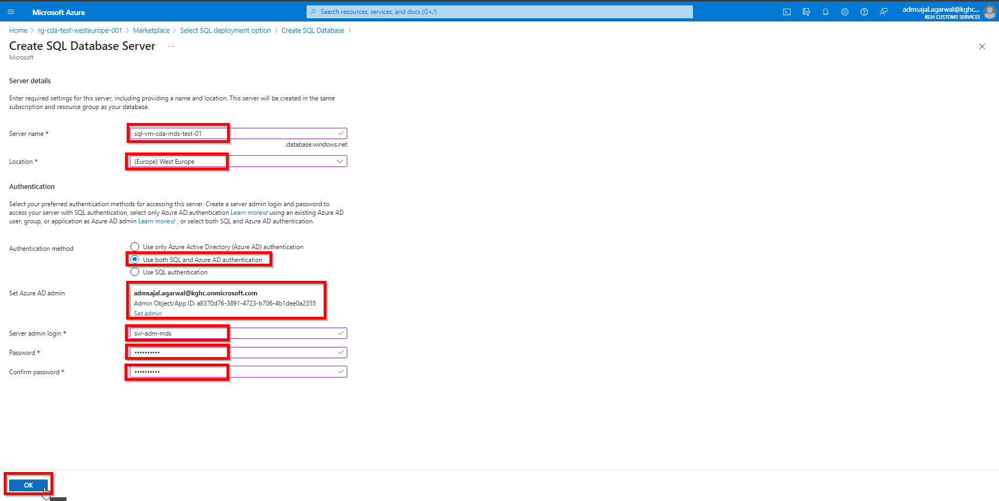 Microsoft Azure
Search resources, services, and docs (G+/)
admsajal.agarwal@kghc...
KGH CUSTOMS SERVICES
Home > rg-cda-test-westeurope-001 > Marketplace > Select SQL deployment option > Create SQL Database >
Create SQL Database Server ...
Microsoft
Server details
Enter required settings for this server, including providing a name and location. This server will be created in the same
subscription and resource group as your database.
Server name *
sql-vm-cda-mds-test-01
.database.windows.net
Location *
(Europe) West Europe
Authentication
Select your preferred authentication methods for accessing this server. Create a server admin login and password to
access your server with SQL authentication, select only Azure AD authentication Learn more using an existing Azure AD
user, group, or application as Azure AD admin Learn more , or select both SQL and Azure AD authentication.
Authentication method
Use only Azure Active Directory (Azure AD) authentication
Use both SQL and Azure AD authentication
Use SQL authentication
Set Azure AD admin
admsajal.agarwal@kghc.onmicrosoft.com
Admin Object/App ID: a8370d76-3891-4723-b706-4b1dee0a2355
Set admin
Server admin login *
svr-adm-mds
Password *
••••••••••
Confirm password *
••••••••••
OK